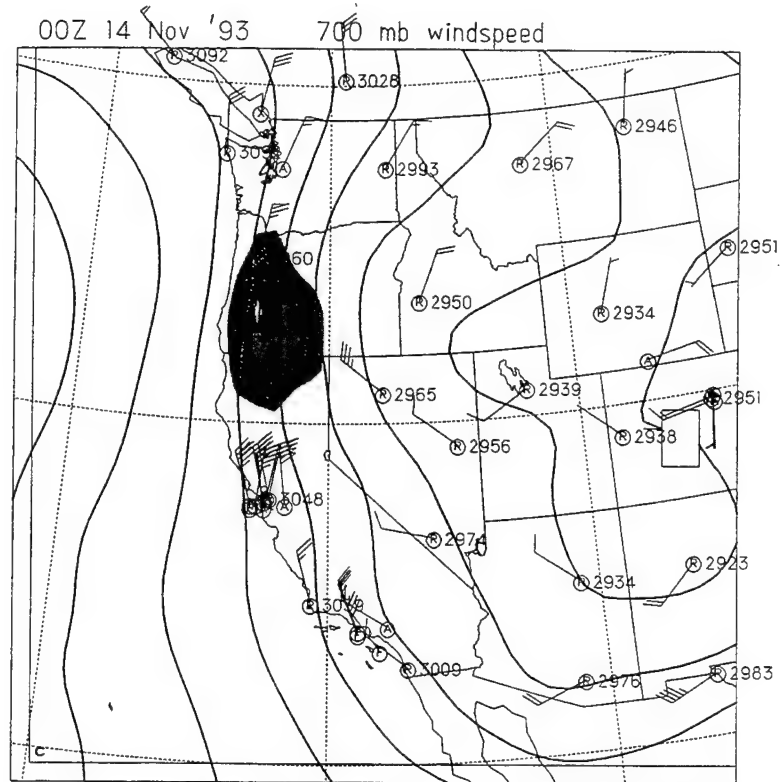 00Z 14 Nov '93 700 mb windspeed
R 3092
R 3028
X
R 2946
R
A
R 2993
R 2967
60
R 2951
R 2950
R 2934
A
R 2965
R 2939
2951
R 2956
R 2938
3048
A
R 2974
R 2934
R 2923
A
F
R 3009
R 2976
R 2983
C